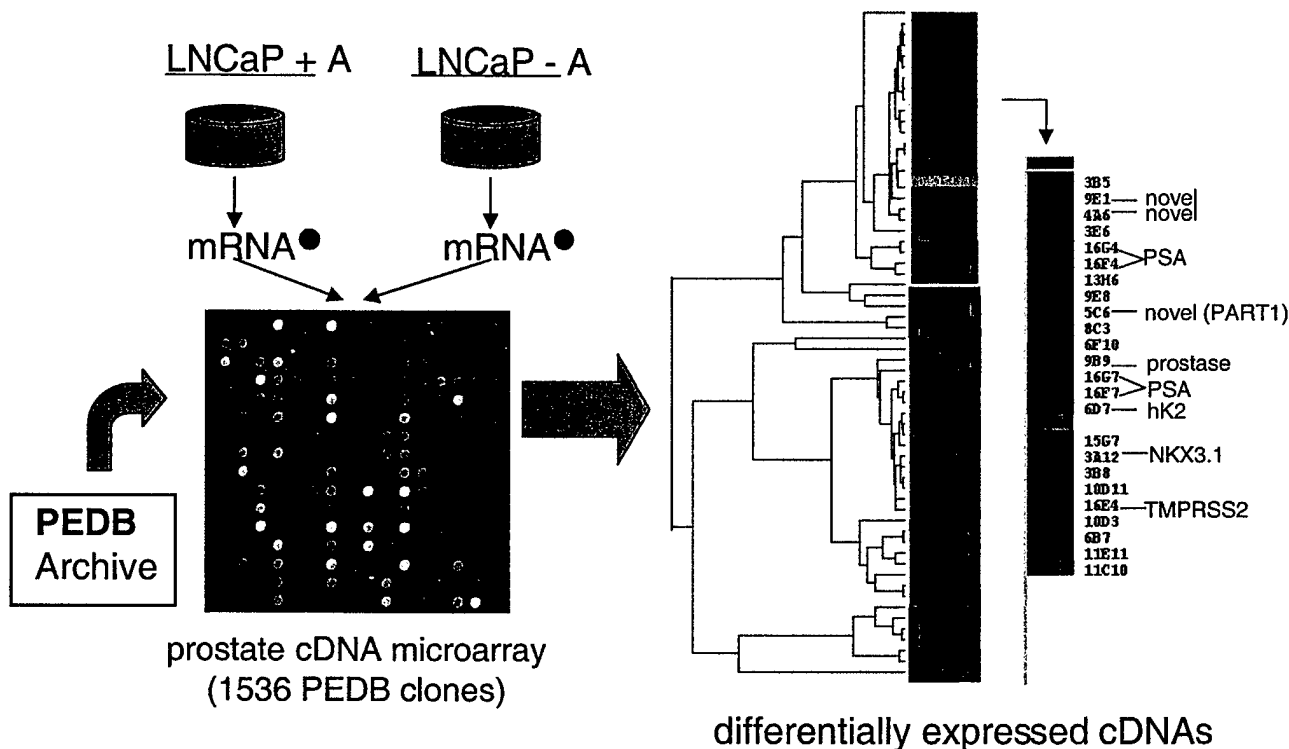 LNCaP + A
LNCaP - A
mRNA
mRNA
PEDB
Archive
prostate cDNA microarray
(1536 PEDB clones)
3B5
9E1 novel
4A6 novel
3E6
16G4
16F4
PSA
13H6
9E8
5C6 novel (PART1)
8C3
6F10
9B9 prostase
16G7
16F7
PSA
6D7 hK2
15G7
3A12 NKX3.1
3B8
10D11
16E4 TMPRSS2
10D3
6B7
11E11
11C10
differentially expressed cDNAs